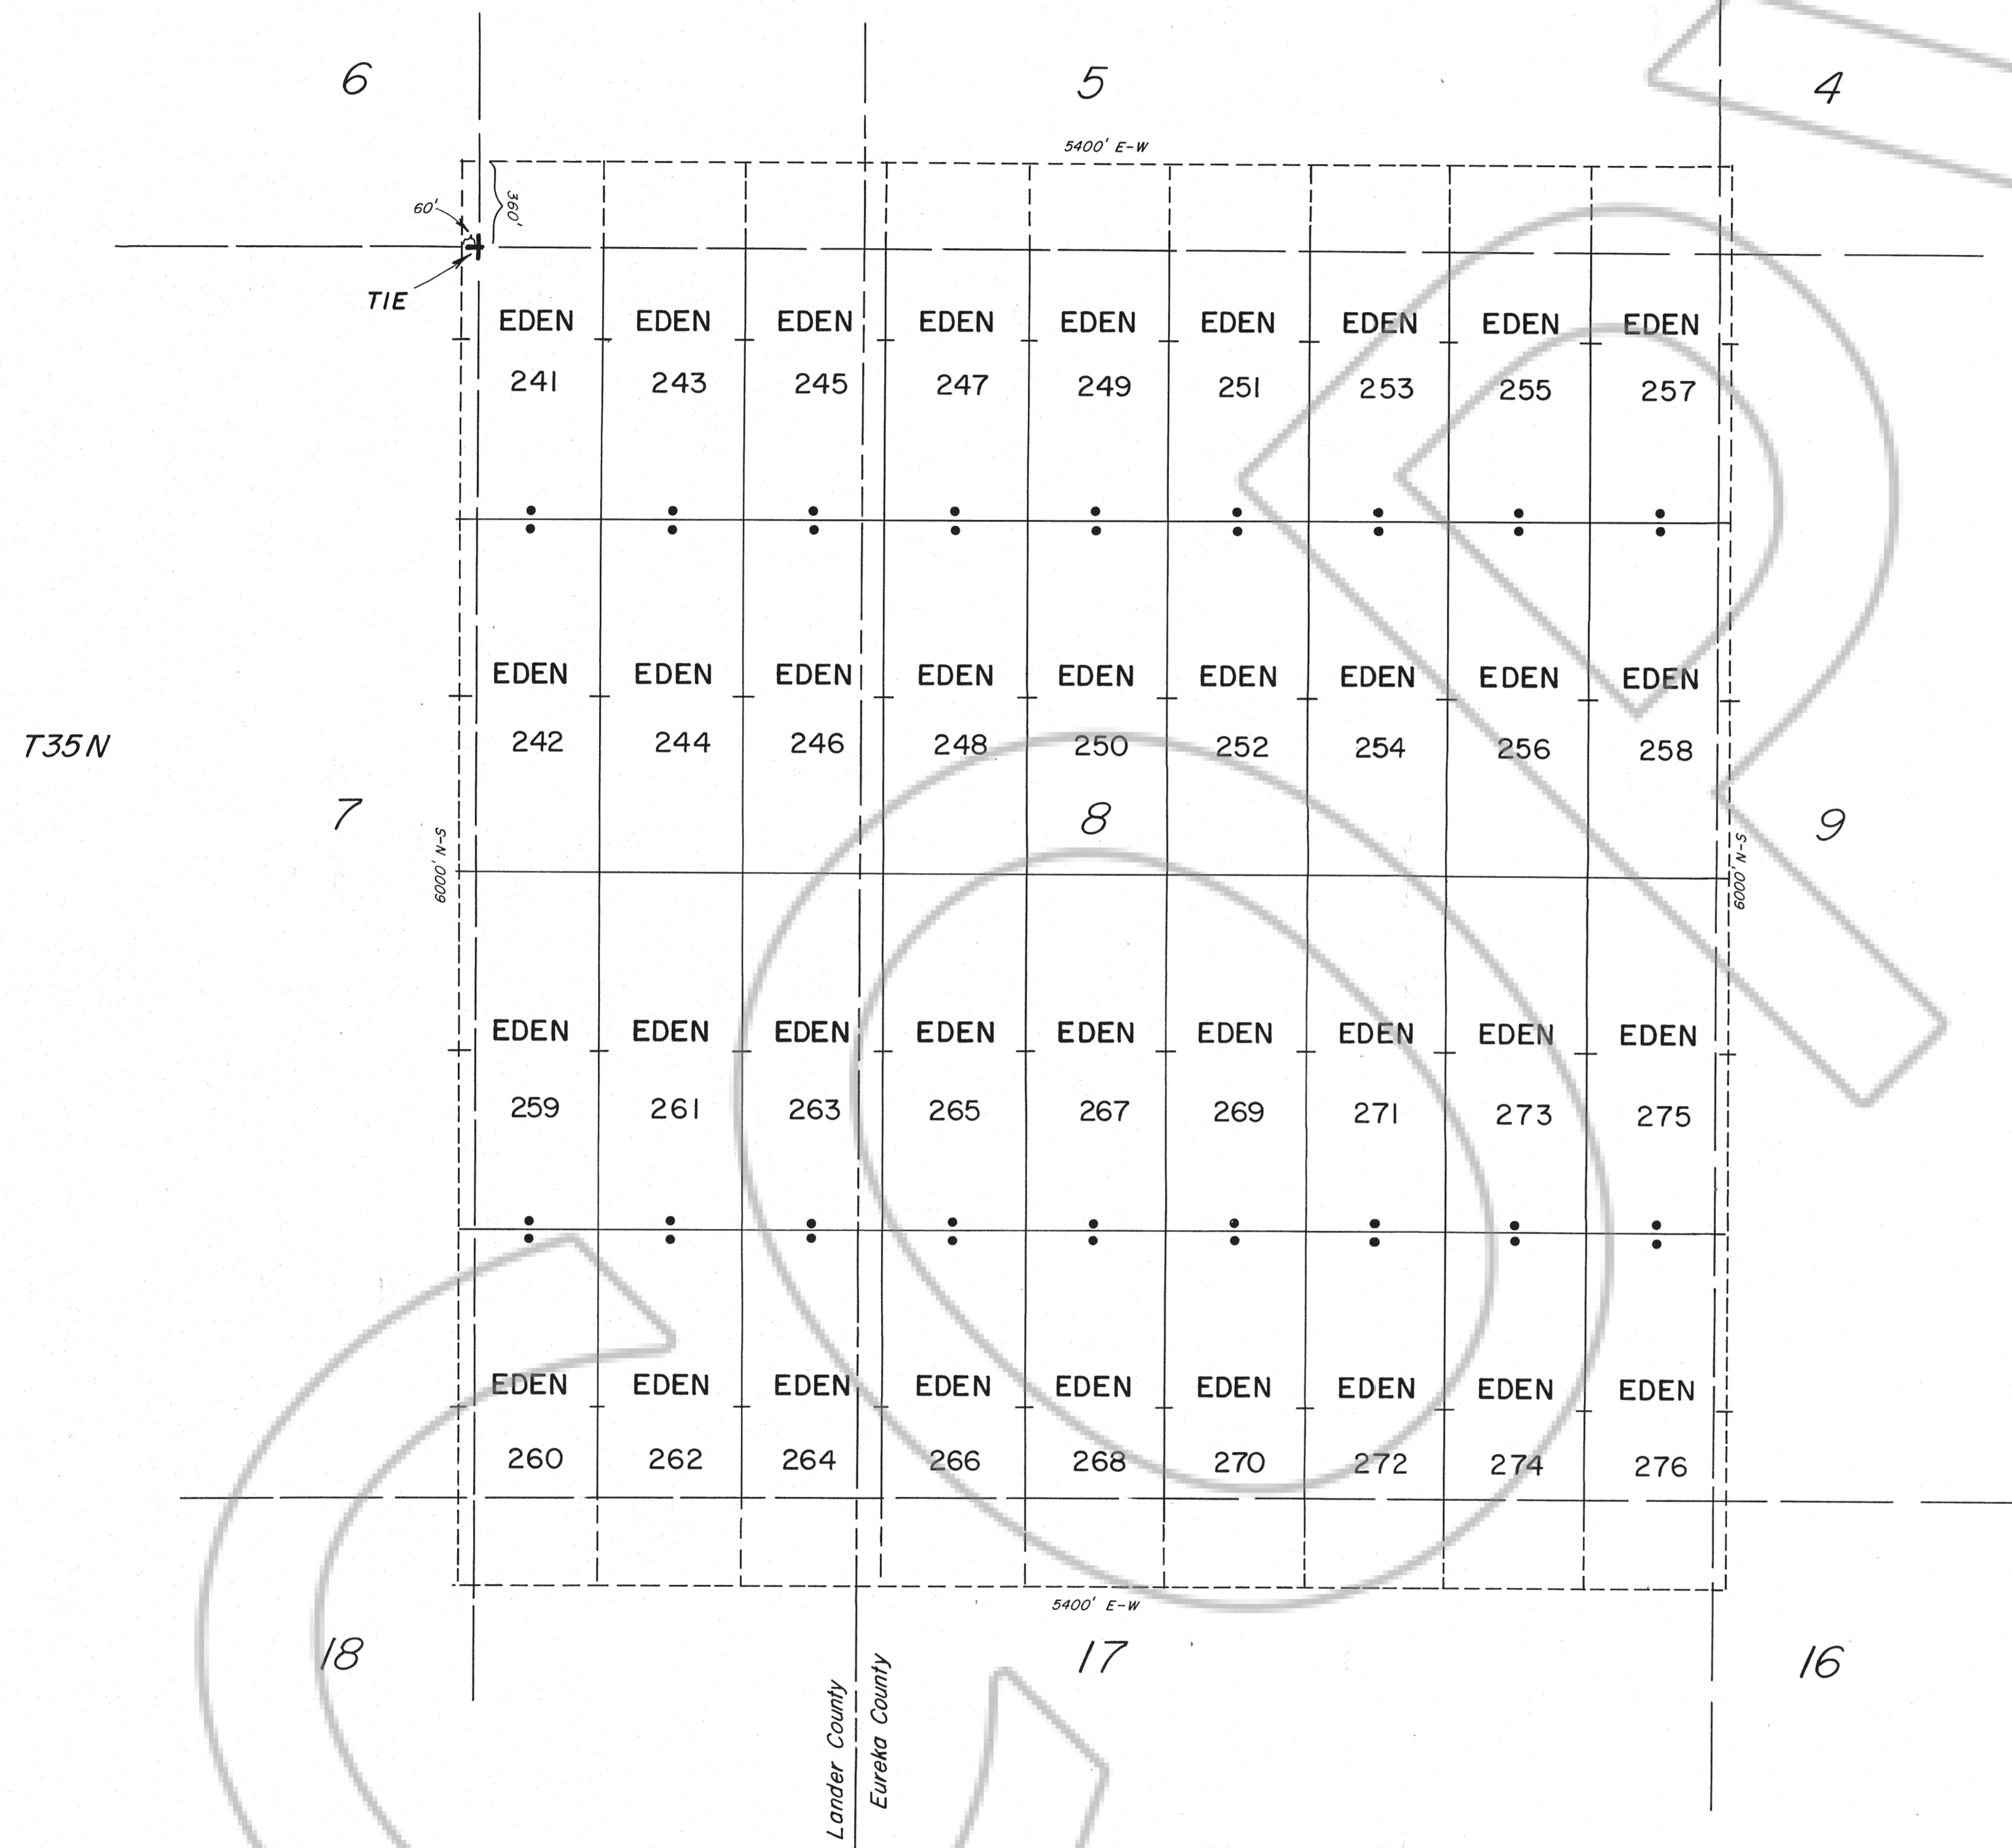 6 5 4
5400' E-W
60' 360'
TIE
EDEN EDEN EDEN EDEN EDEN EDEN EDEN EDEN EDEN
241 243 245 247 249 251 253 255 257
EDEN EDEN EDEN EDEN EDEN EDEN EDEN EDEN EDEN
242 244 246 248 250 252 254 256 258
T35N
7 8 9
6000' N-S 6000' N-S
EDEN EDEN EDEN EDEN EDEN EDEN EDEN EDEN EDEN
259 261 263 265 267 269 271 273 275
EDEN EDEN EDEN EDEN EDEN EDEN EDEN EDEN EDEN
260 262 264 266 268 270 272 274 276
5400' E-W
18 17 16
Lander County
Eureka County